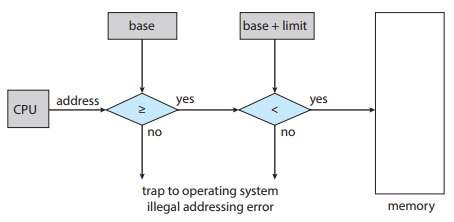 base
base + limit
CPU
address
≥
yes
<
yes
no
no
trap to operating system
illegal addressing error
memory